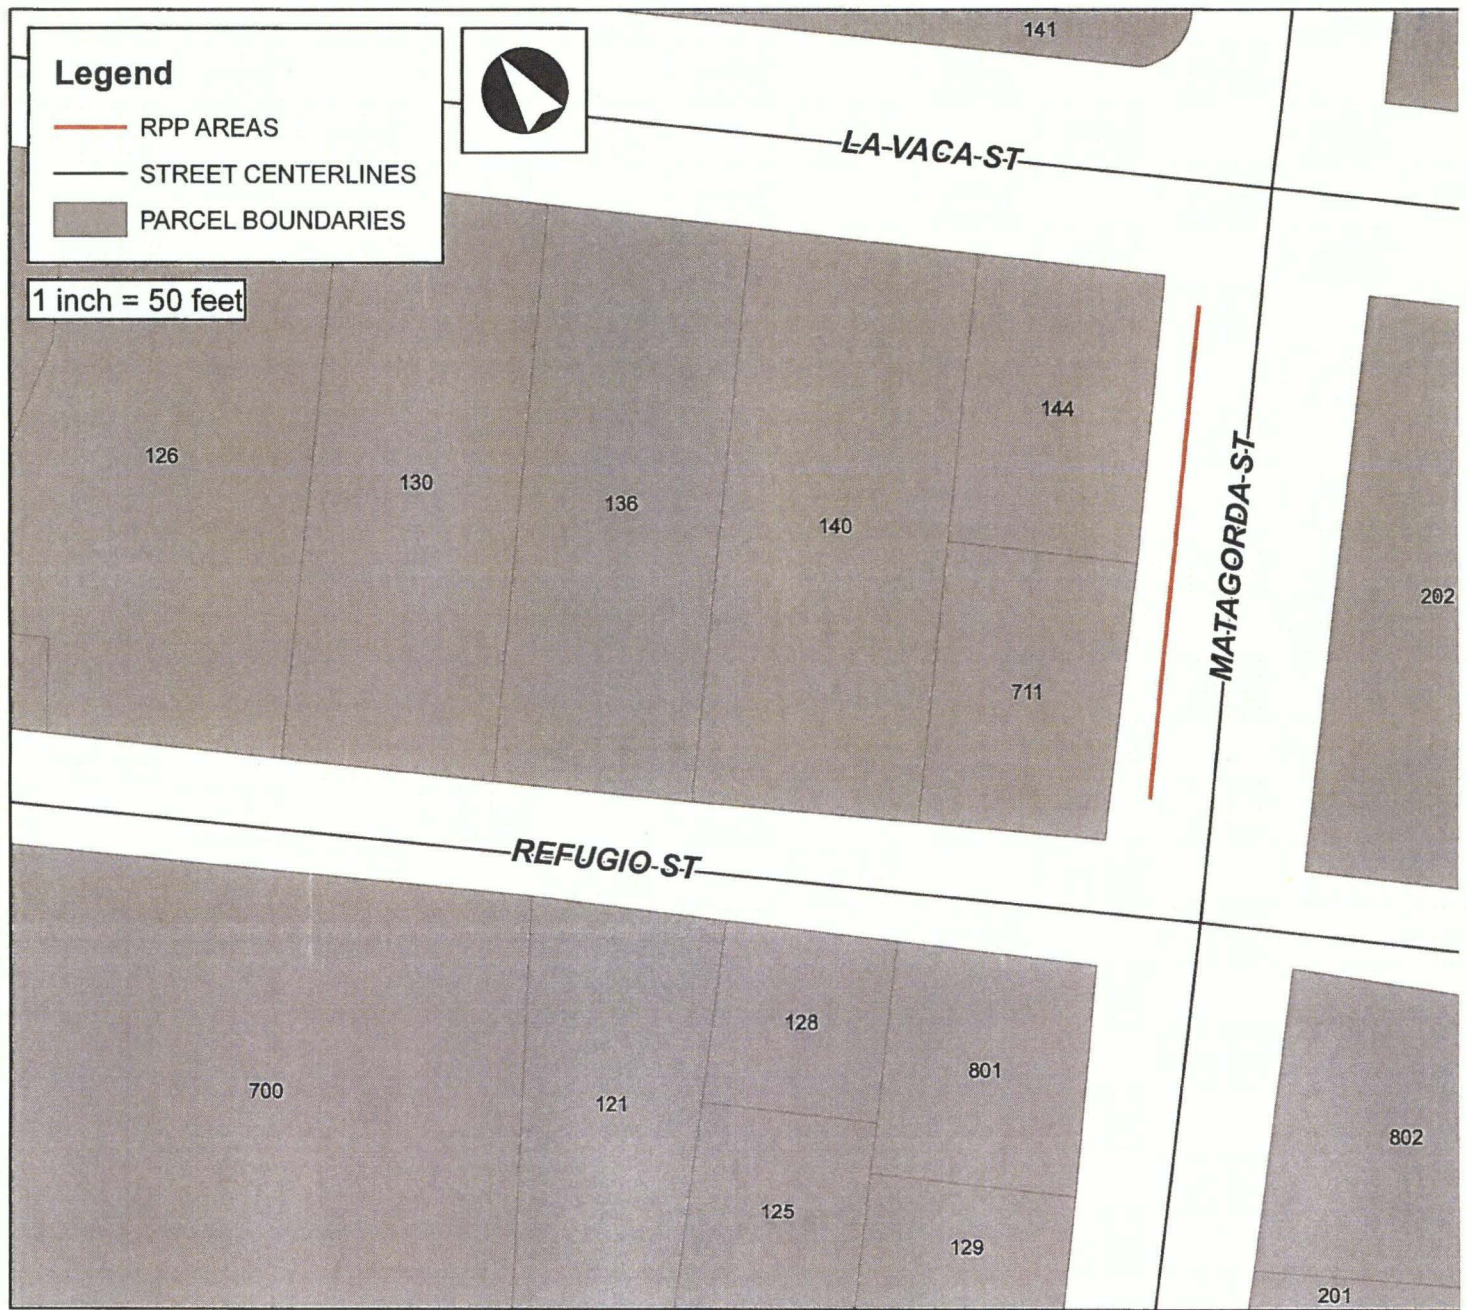 141
Legend
RPP AREAS
STREET CENTERLINES
PARCEL BOUNDARIES
LA VACA ST
1 inch = 50 feet
144
126
130
136
140
MATAGORDA ST
202
711
REFUGIO ST
128
801
700
121
802
125
129
201